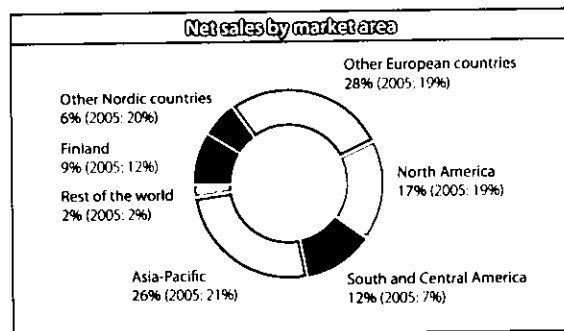 Net sales by market area
Other European countries
28% (2005: 19%)
Other Nordic countries
6% (2005: 20%)
Finland
9% (2005: 12%)
North America
17% (2005: 19%)
Rest of the world
2% (2005: 2%)
Asia-Pacific
26% (2005: 21%)
South and Central America
12% (2005: 7%)